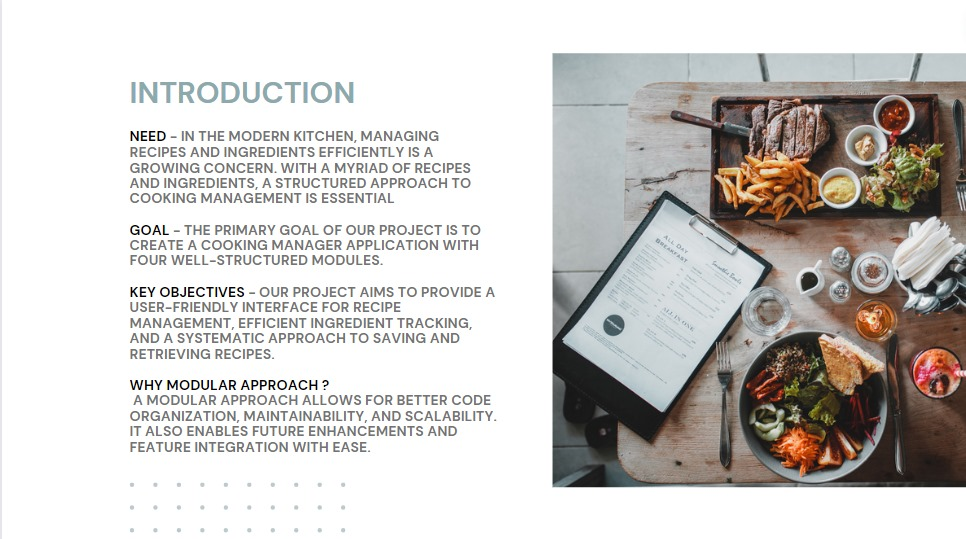 INTRODUCTION
NEED – IN THE MODERN KITCHEN, MANAGING
RECIPES AND INGREDIENTS EFFICIENTLY IS A
GROWING CONCERN. WITH A MYRIAD OF RECIPES
AND INGREDIENTS, A STRUCTURED APPROACH TO
COOKING MANAGEMENT IS ESSENTIAL
GOAL – THE PRIMARY GOAL OF OUR PROJECT IS TO
CREATE A COOKING MANAGER APPLICATION WITH
FOUR WELL-STRUCTURED MODULES.
KEY OBJECTIVES – OUR PROJECT AIMS TO PROVIDE A
USER-FRIENDLY INTERFACE FOR RECIPE
MANAGEMENT, EFFICIENT INGREDIENT TRACKING,
AND A SYSTEMATIC APPROACH TO SAVING AND
RETRIEVING RECIPES.
WHY MODULAR APPROACH ?
A MODULAR APPROACH ALLOWS FOR BETTER CODE
ORGANIZATION, MAINTAINABILITY, AND SCALABILITY.
IT ALSO ENABLES FUTURE ENHANCEMENTS AND
FEATURE INTEGRATION WITH EASE.
ALL DAY
BREAKFAST
ALL IN ONE